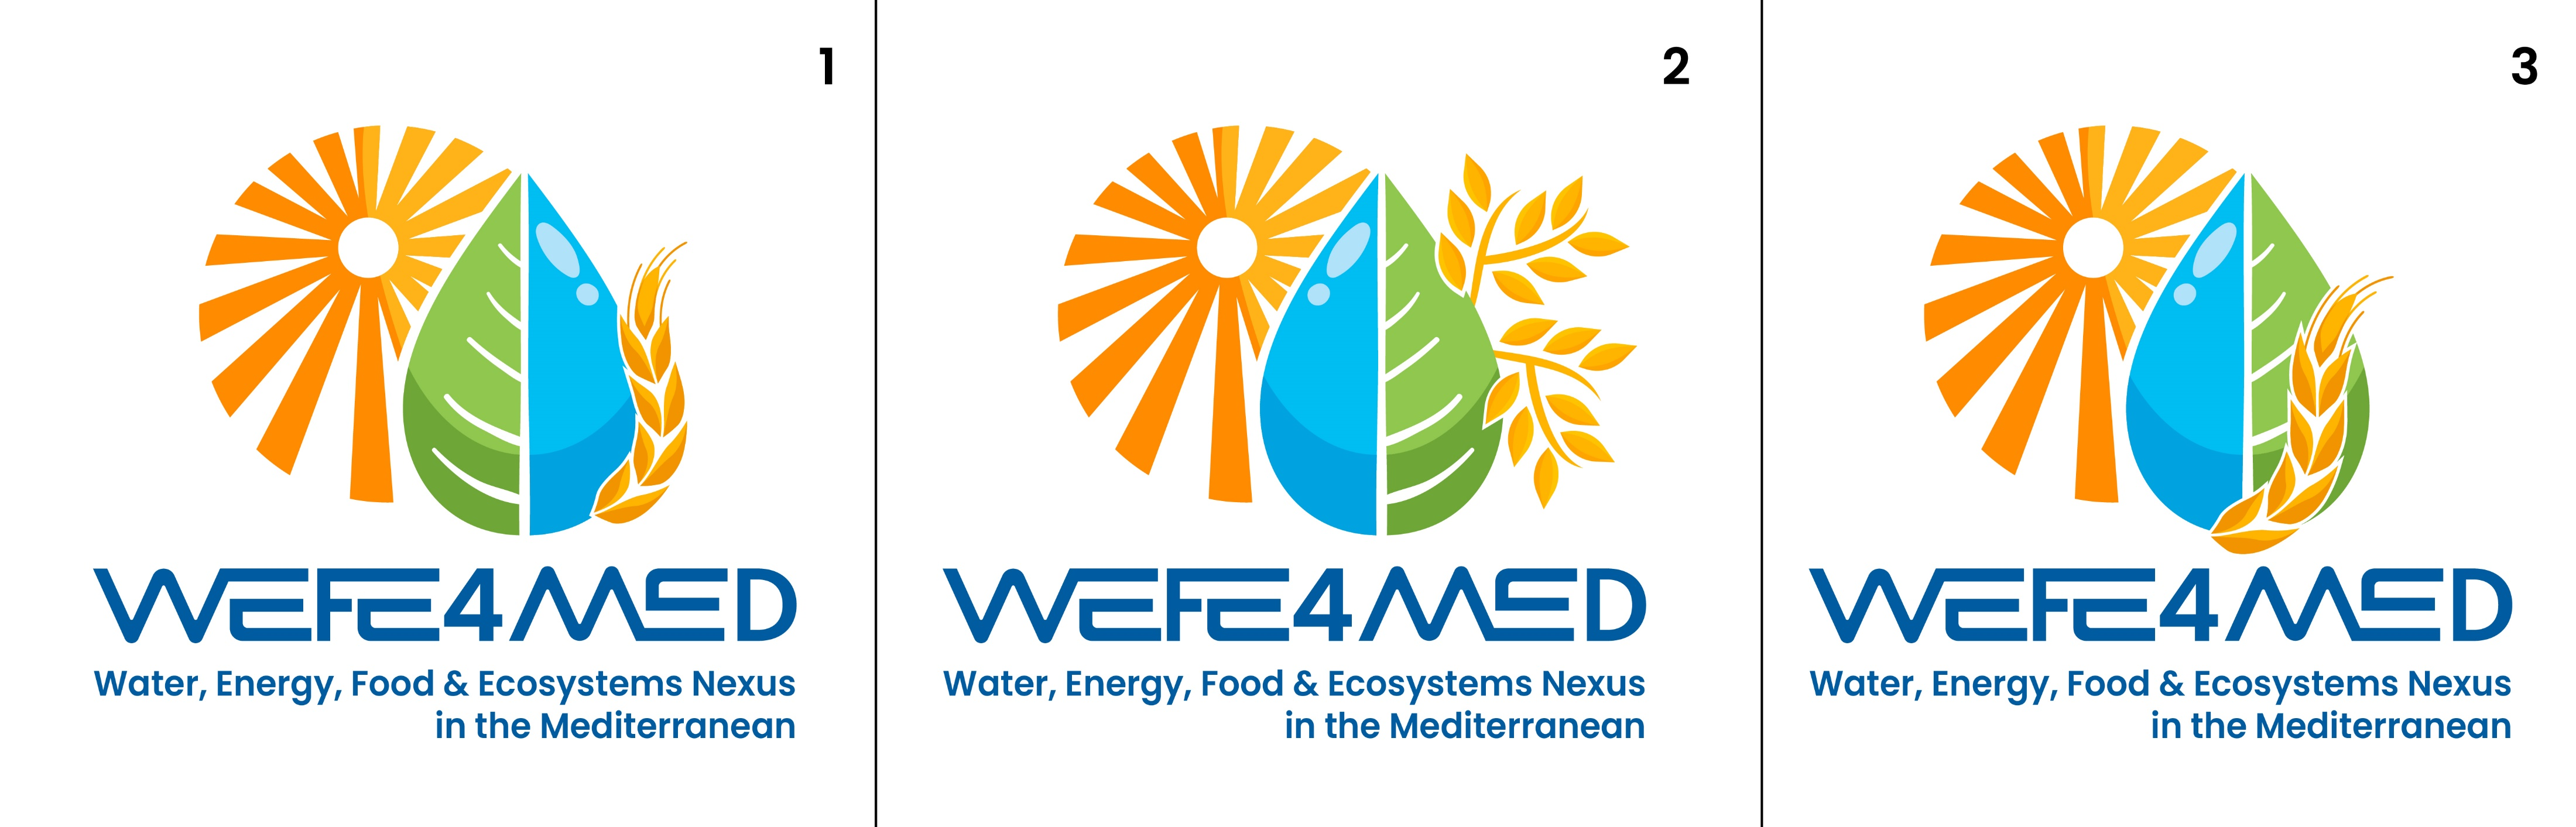 1
WEFE4MED
Water, Energy, Food & Ecosystems Nexus
in the Mediterranean
2
WEFE4MED
Water, Energy, Food & Ecosystems Nexus
in the Mediterranean
3
WEFE4MED
Water, Energy, Food & Ecosystems Nexus
in the Mediterranean